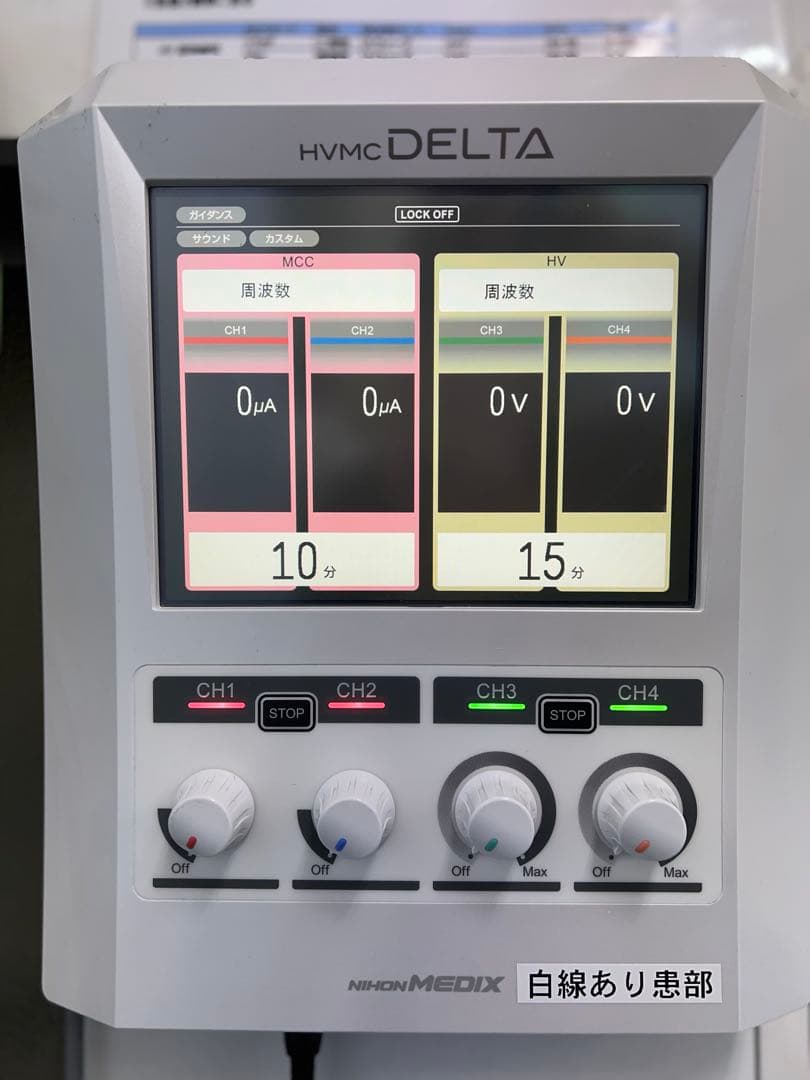 HVMC DELTA
ガイダンス
LOCK OFF
サウンド カスタム
MCC HV
周波数 周波数
CH1 CH2 CH3 CH4
0μA 0μA 0V 0V
10分 15分
CH1 STOP CH2 CH3 STOP CH4
Off Off Off Max Off Max
NIHON MEDIX 白線あり患部